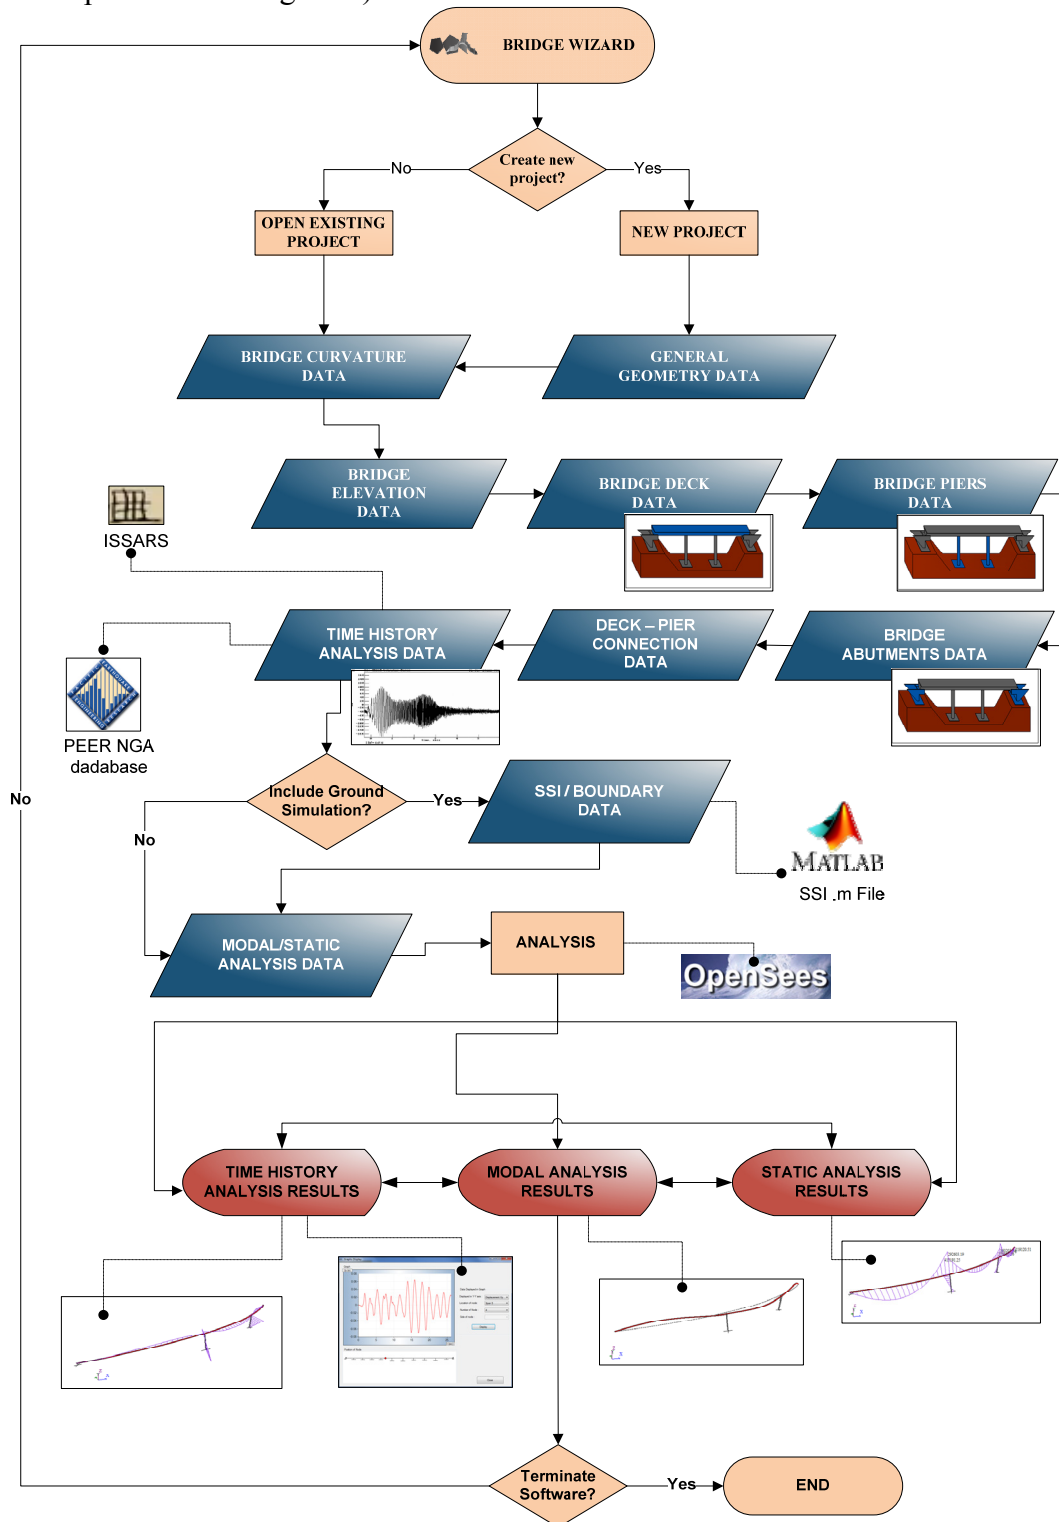 BRIDGE WIZARD
Create new
project?
No
Yes
OPEN EXISTING
PROJECT
NEW PROJECT
BRIDGE CURVATURE
DATA
GENERAL
GEOMETRY DATA
BRIDGE
ELEVATION
DATA
BRIDGE DECK
DATA
BRIDGE PIERS
DATA
ISSARS
TIME HISTORY
ANALYSIS DATA
DECK – PIER
CONNECTION
DATA
BRIDGE
ABUTMENTS DATA
PEER NGA
dadabase
No
Include Ground
Simulation?
Yes
SSI / BOUNDARY
DATA
No
MATLAB
SSI .m File
MODAL/STATIC
ANALYSIS DATA
ANALYSIS
OpenSees
TIME HISTORY
ANALYSIS RESULTS
MODAL ANALYSIS
RESULTS
STATIC ANALYSIS
RESULTS
Terminate
Software?
Yes
END